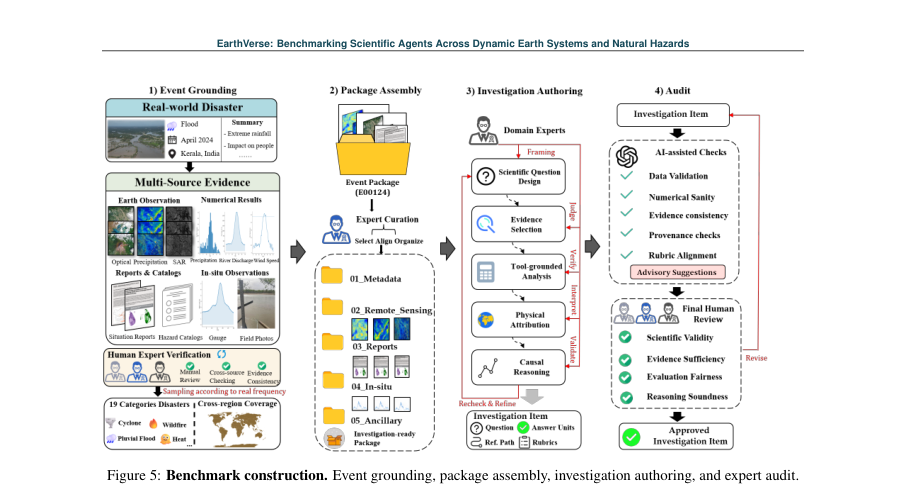 EarthVerse: Benchmarking Scientific Agents Across Dynamic Earth Systems and Natural Hazards
1) Event Grounding
Real-world Disaster
Flood
April 2024
Kerala, India
Summary
- Extreme rainfall
- Impact on people
......
Multi-Source Evidence
Earth Observation
Numerical Results
Optical Precipitation SAR
Precipitation River Discharge Wind Speed
Reports & Catalogs
In-situ Observations
Situation Reports Hazard Catalogs
Gauge Field Photos
Human Expert Verification
Manual Review
Cross-source Checking
Evidence Consistency
Sampling according to real frequency
19 Categories Disasters
Cyclone Wildfire
Pluvial Flood Heat ...
Cross-region Coverage
2) Package Assembly
Event Package
(E00124)
Expert Curation
Select Align Organize
01_Metadata
02_Remote_Sensing
03_Reports
04_In-situ
05_Ancillary
Investigation-ready
Package
3) Investigation Authoring
Domain Experts
Framing
Scientific Question
Design
Evidence
Selection
Tool-grounded
Analysis
Physical
Attribution
Causal
Reasoning
Judge
Verify
Interpret
Validate
Recheck & Refine
Investigation Item
Question Answer Units
Ref. Path Rubrics
4) Audit
Investigation Item
AI-assisted Checks
Data Validation
Numerical Sanity
Evidence consistency
Provenance checks
Rubric Alignment
Advisory Suggestions
Final Human
Review
Scientific Validity
Evidence Sufficiency
Evaluation Fairness
Reasoning Soundness
Revise
Approved
Investigation Item
Figure 5: Benchmark construction. Event grounding, package assembly, investigation authoring, and expert audit.